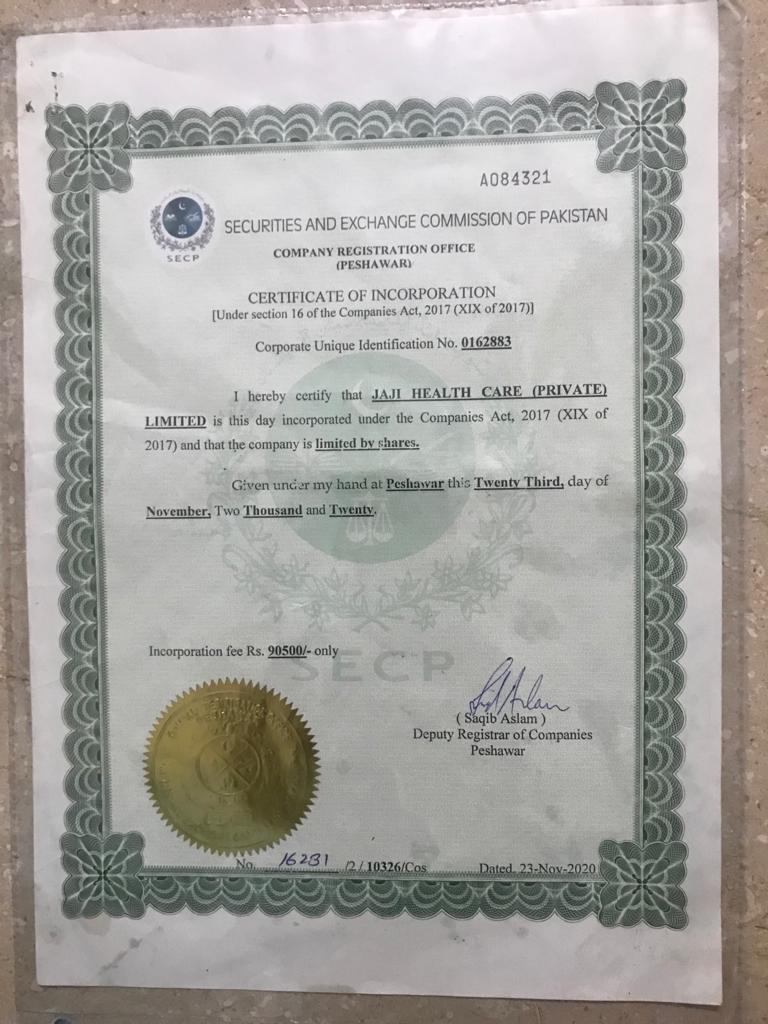 A084321
SECP
SECURITIES AND EXCHANGE COMMISSION OF PAKISTAN
COMPANY REGISTRATION OFFICE
(PESHAWAR)
CERTIFICATE OF INCORPORATION
[Under section 16 of the Companies Act, 2017 (XIX of 2017)]
Corporate Unique Identification No. 0162883
I hereby certify that JAJI HEALTH CARE (PRIVATE)
LIMITED is this day incorporated under the Companies Act, 2017 (XIX of
2017) and that the company is limited by shares.
Given under my hand at Peshawar this Twenty Third, day of
November, Two Thousand and Twenty.
Incorporation fee Rs. 90500/- only
SECP
( Saqib Aslam )
Deputy Registrar of Companies
Peshawar
No. 16281 /2/10326/Cos Dated. 23-Nov-2020